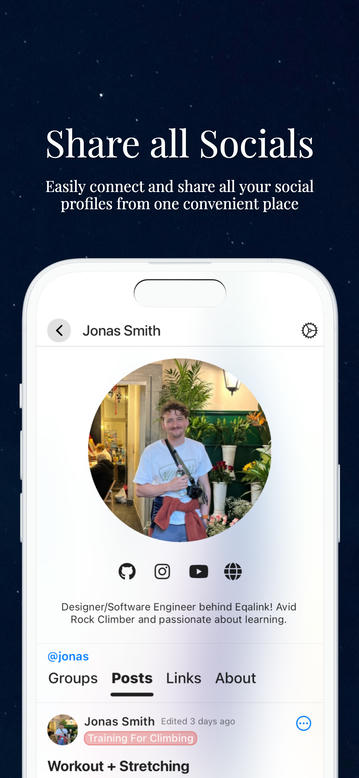 Share all Socials
Easily connect and share all your social
profiles from one convenient place
Jonas Smith
Designer/Software Engineer behind Eqalink! Avid
Rock Climber and passionate about learning.
@jonas
Groups Posts Links About
Jonas Smith Edited 3 days ago
Training For Climbing
Workout + Stretching